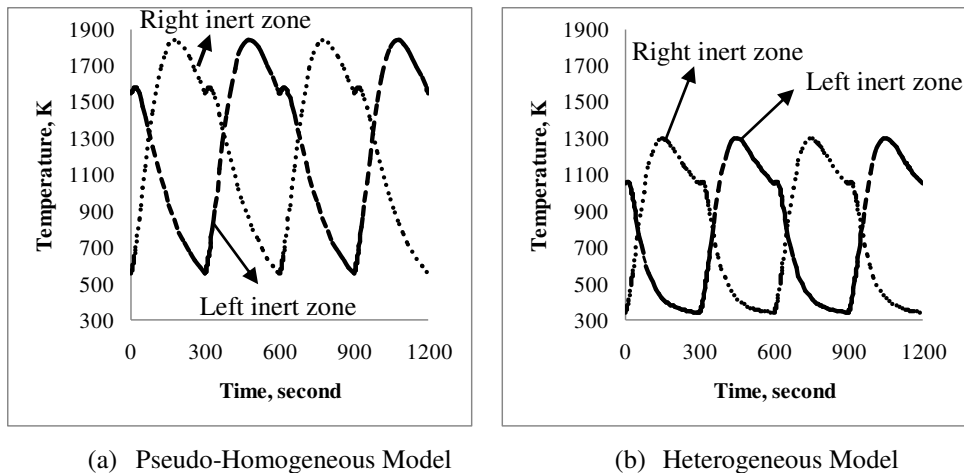 1900
1700
1500
1300
1100
900
700
500
300
Temperature, K
Right inert zone
Left inert zone
0 300 600 900 1200
Time, second
(a) Pseudo-Homogeneous Model
1900
1700
1500
1300
1100
900
700
500
300
Temperature, K
Right inert zone
Left inert zone
0 300 600 900 1200
Time, second
(b) Heterogeneous Model